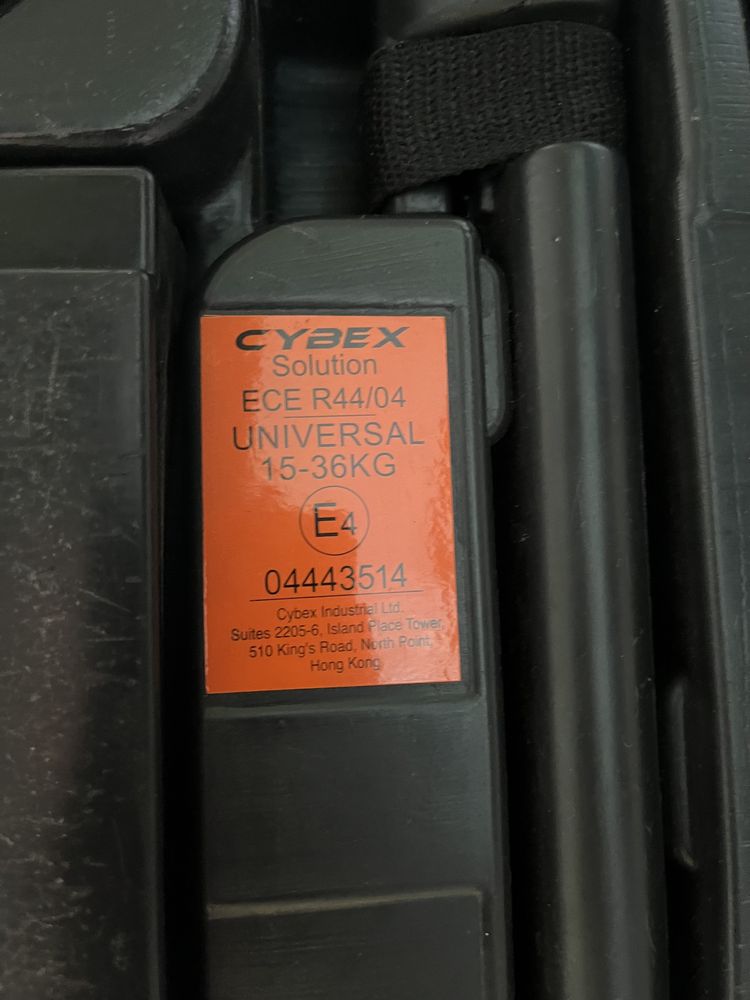 CYBEX
Solution
ECE R44/04
UNIVERSAL
15-36KG
E4
04443514
Cybex Industrial Ltd.
Suites 2205-6, Island Place Tower,
510 King's Road, North Point,
Hong Kong